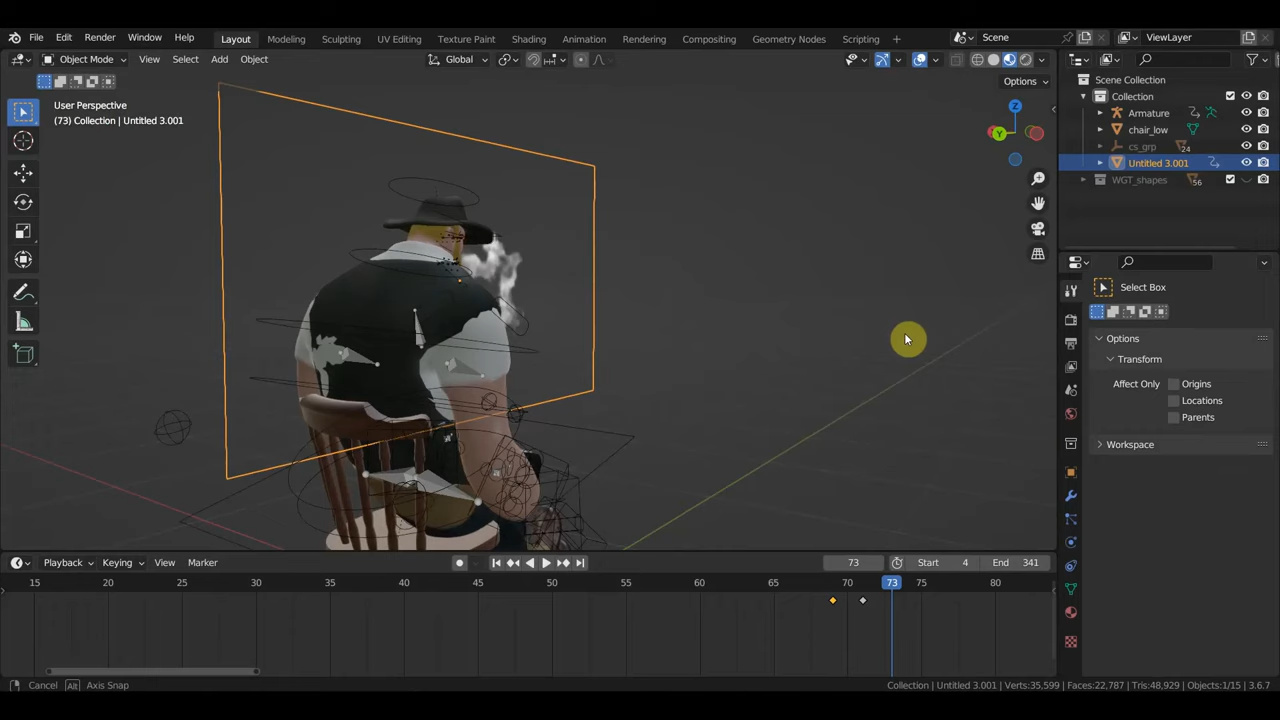 File Edit Render Window Help Layout Modeling Sculpting UV Editing Texture Paint Shading Animation Rendering Compositing Geometry Nodes Scripting + Scene ViewLayer
Object Mode View Select Add Object Global
Options
User Perspective
(73) Collection | Untitled 3.001
Z
Y
Scene Collection
Collection
Armature
chair_low
cs_grp 24
Untitled 3.001
WGT_shapes 56
Select Box
Options
Transform
Affect Only Origins
Locations
Parents
Workspace
Playback Keying View Marker 73 Start 4 End 341
15 20 25 30 35 40 45 50 55 60 65 70 73 75 80
Cancel Alt Axis Snap Collection | Untitled 3.001 | Verts:35,599 | Faces:22,787 | Tris:48,929 | Objects:1/15 | 3.6.7